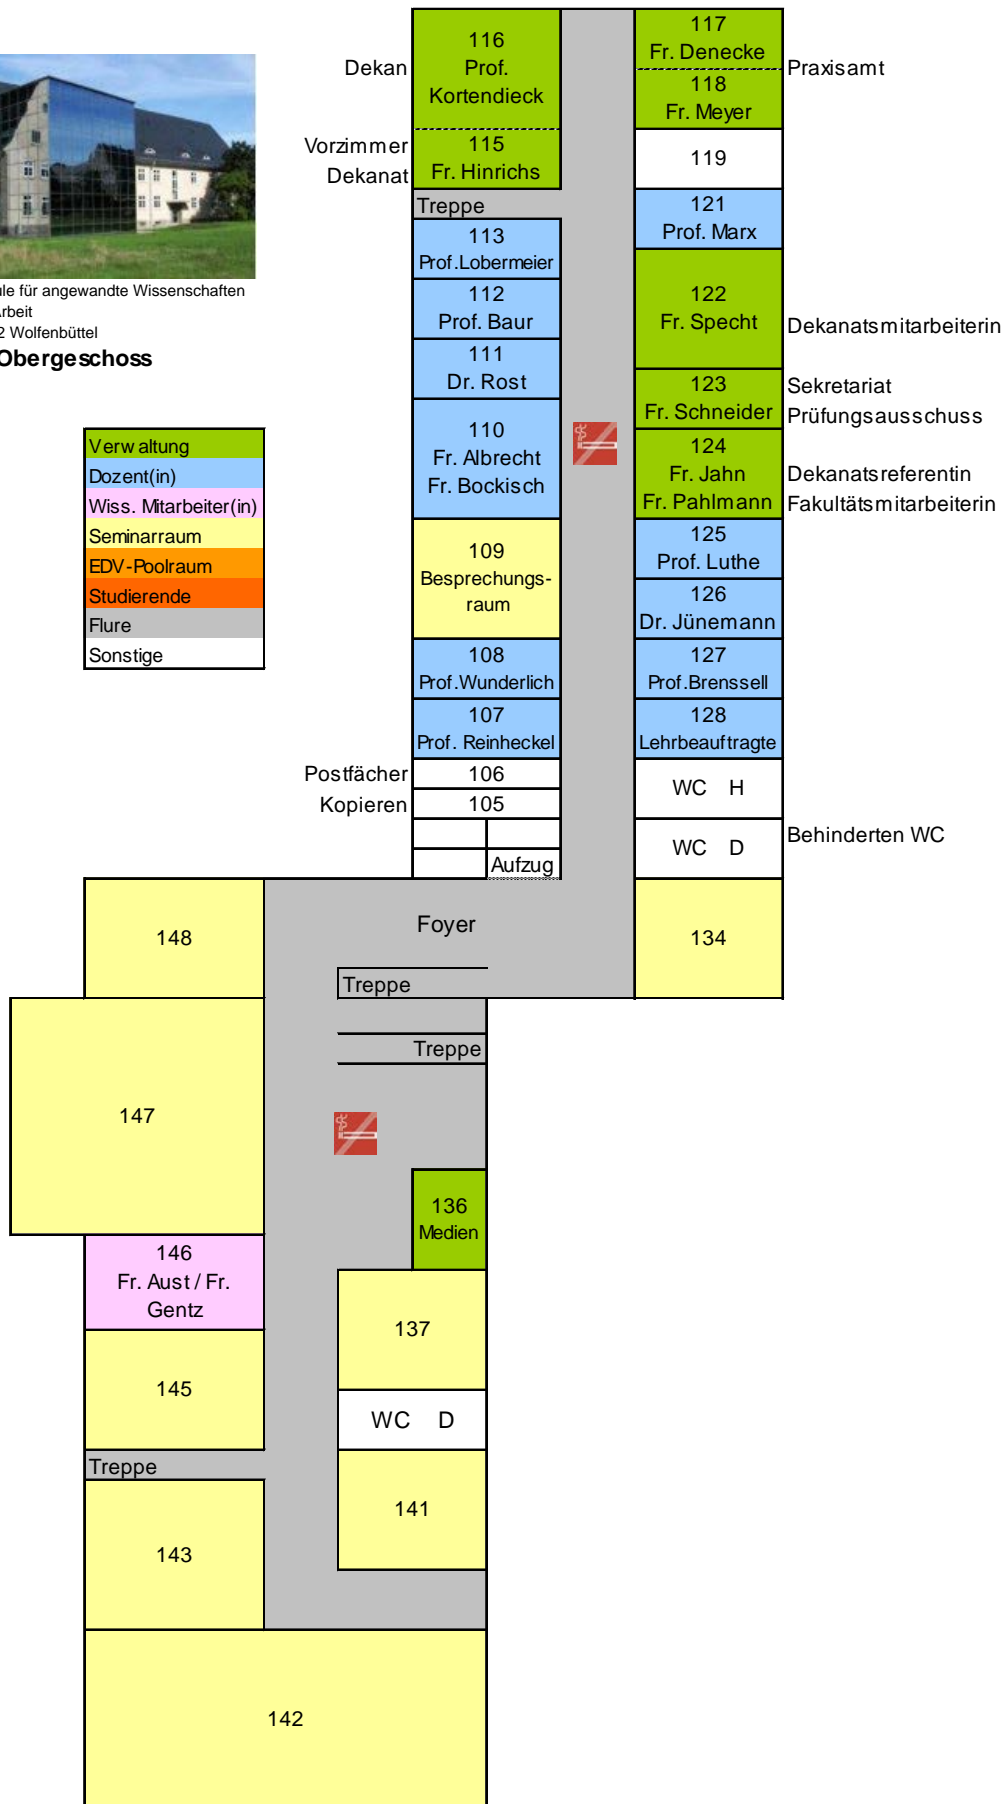 116
Prof.
Kortendieck
Dekan
115
Fr. Hinrichs
Vorzimmer
Dekanat
Treppe
113
Prof.Lobermeier
112
Prof. Baur
111
Dr. Rost
110
Fr. Albrecht
Fr. Bockisch
109
Besprechungs-
raum
108
Prof.Wunderlich
107
Prof. Reinheckel
Postfächer
106
Kopieren
105
Aufzug
117
Fr. Denecke
Praxisamt
118
Fr. Meyer
119
121
Prof. Marx
122
Fr. Specht
Dekanatsmitarbeiterin
123
Fr. Schneider
Sekretariat
Prüfungsausschuss
124
Fr. Jahn
Fr. Pahlmann
Dekanatsreferentin
Fakultätsmitarbeiterin
125
Prof. Luthe
126
Dr. Jünemann
127
Prof.Brenssell
128
Lehrbeauftragte
WC H
WC D
Behinderten WC
134
für angewandte Wissenschaften
Wolfenbüttel
Obergeschoss
Verwaltung
Dozent(in)
Wiss. Mitarbeiter(in)
Seminarraum
EDV-Poolraum
Studierende
Flure
Sonstige
Foyer
148
Treppe
Treppe
147
136
Medien
146
Fr. Aust / Fr.
Gentz
137
145
WC D
Treppe
141
143
142